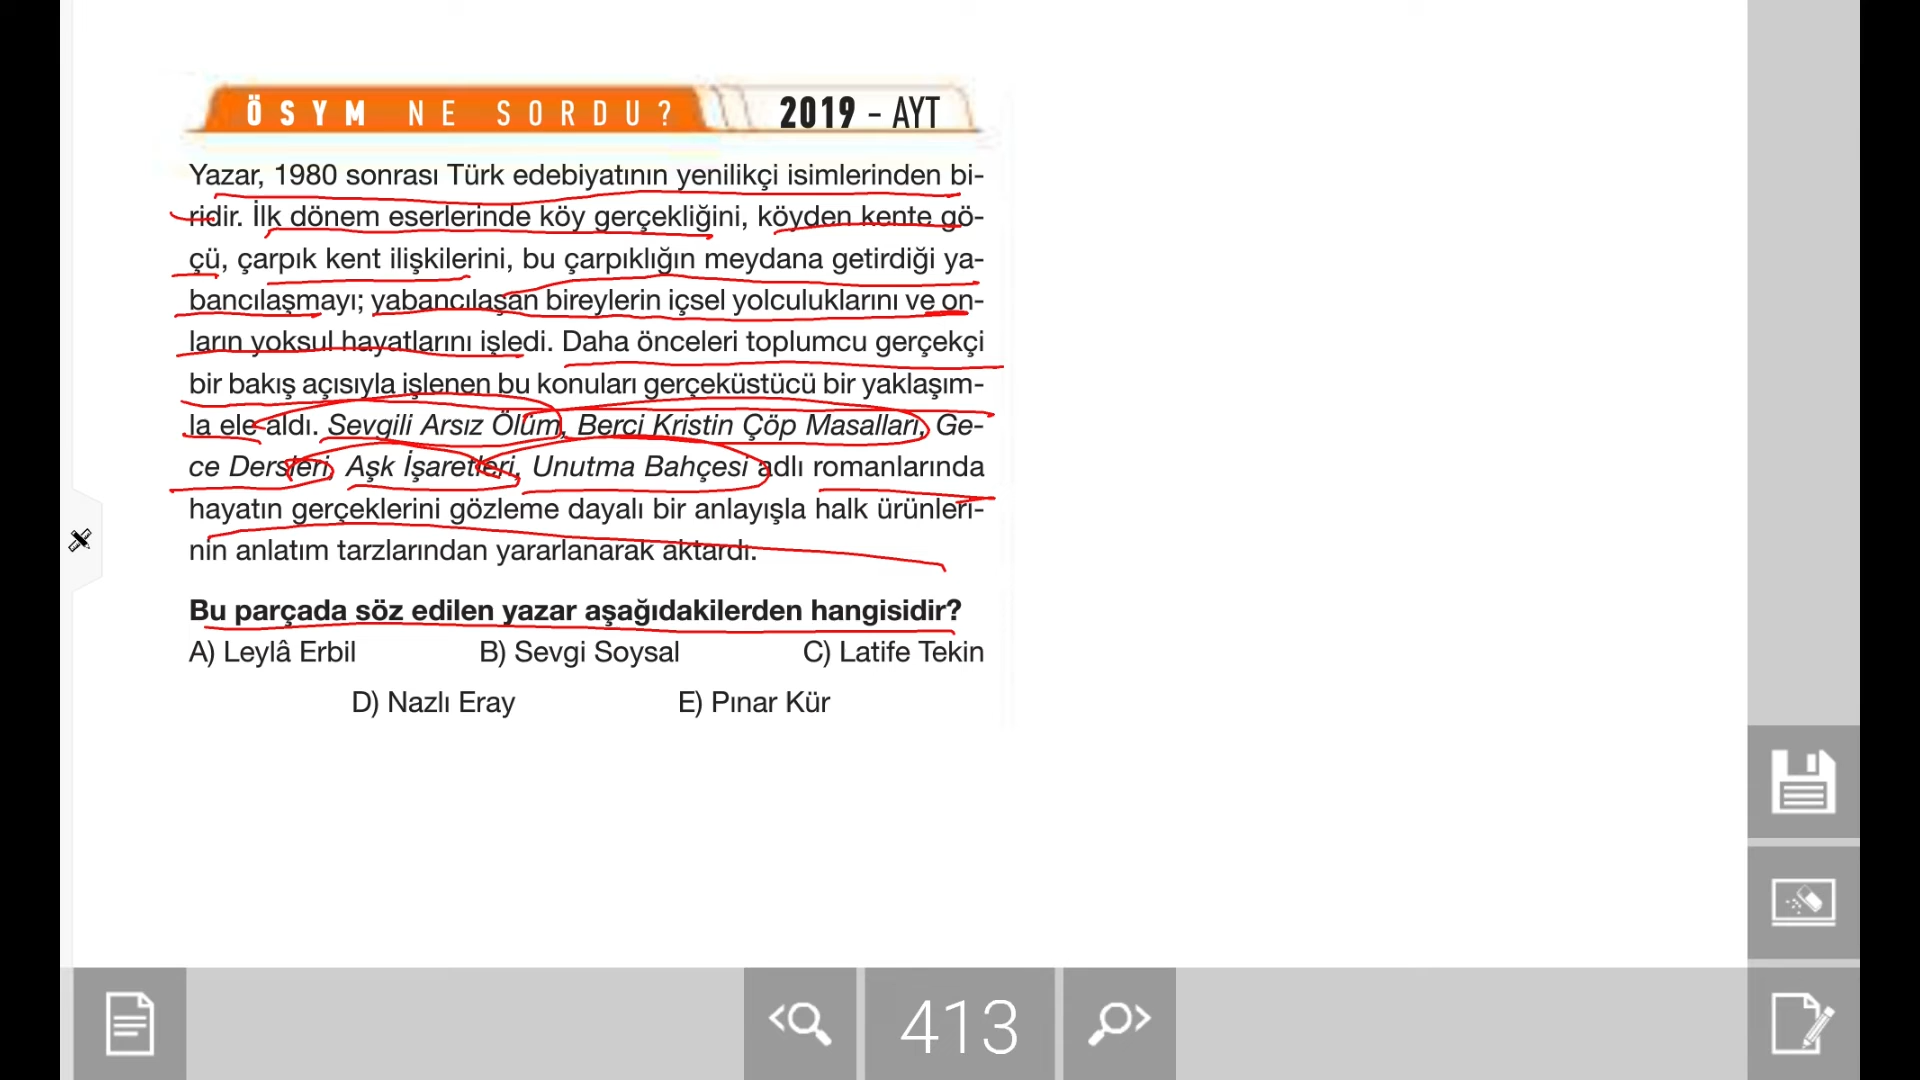 ÖSYM NE SORDU? 2019 - AYT
Yazar, 1980 sonrası Türk edebiyatının yenilikçi isimlerinden bi-
ridir. İlk dönem eserlerinde köy gerçekliğini, köyden kente gö-
çü, çarpık kent ilişkilerini, bu çarpıklığın meydana getirdiği ya-
bancılaşmayı; yabancılaşan bireylerin içsel yolculuklarını ve on-
ların yoksul hayatlarını işledi. Daha önceleri toplumcu gerçekçi
bir bakış açısıyla işlenen bu konuları gerçeküstücü bir yaklaşım-
la ele aldı. Sevgili Arsız Ölüm, Berci Kristin Çöp Masalları, Ge-
ce Dersleri, Aşk İşaretleri, Unutma Bahçesi adlı romanlarında
hayatın gerçeklerini gözleme dayalı bir anlayışla halk ürünleri-
nin anlatım tarzlarından yararlanarak aktardı.
Bu parçada söz edilen yazar aşağıdakilerden hangisidir?
A) Leylâ Erbil B) Sevgi Soysal C) Latife Tekin
D) Nazlı Eray E) Pınar Kür
413